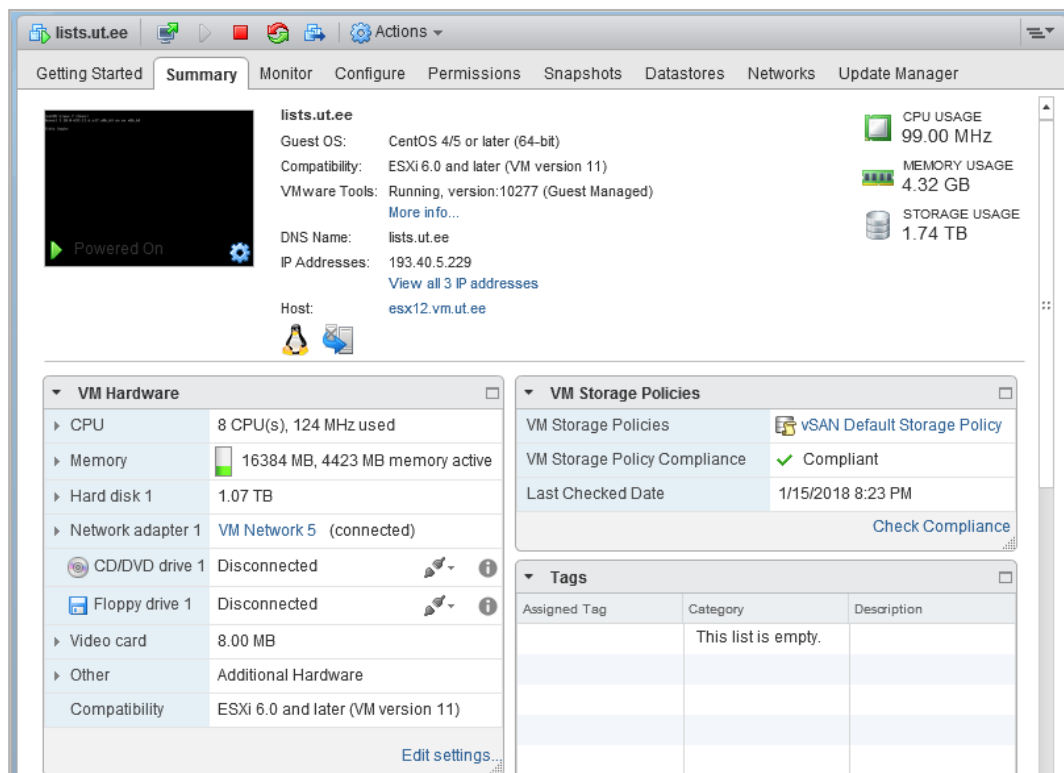 lists.ut.ee Actions
Getting Started Summary Monitor Configure Permissions Snapshots Datastores Networks Update Manager
Powered On
lists.ut.ee
Guest OS: CentOS 4/5 or later (64-bit)
Compatibility: ESXi 6.0 and later (VM version 11)
VMware Tools: Running, version:10277 (Guest Managed)
More info...
DNS Name: lists.ut.ee
IP Addresses: 193.40.5.229
View all 3 IP addresses
Host: esx12.vm.ut.ee
CPU USAGE
99.00 MHz
MEMORY USAGE
4.32 GB
STORAGE USAGE
1.74 TB
VM Hardware
CPU 8 CPU(s), 124 MHz used
Memory 16384 MB, 4423 MB memory active
Hard disk 1 1.07 TB
Network adapter 1 VM Network 5 (connected)
CD/DVD drive 1 Disconnected
Floppy drive 1 Disconnected
Video card 8.00 MB
Other Additional Hardware
Compatibility ESXi 6.0 and later (VM version 11)
Edit settings...
VM Storage Policies
VM Storage Policies vSAN Default Storage Policy
VM Storage Policy Compliance Compliant
Last Checked Date 1/15/2018 8:23 PM
Check Compliance
Tags
Assigned Tag Category Description
This list is empty.